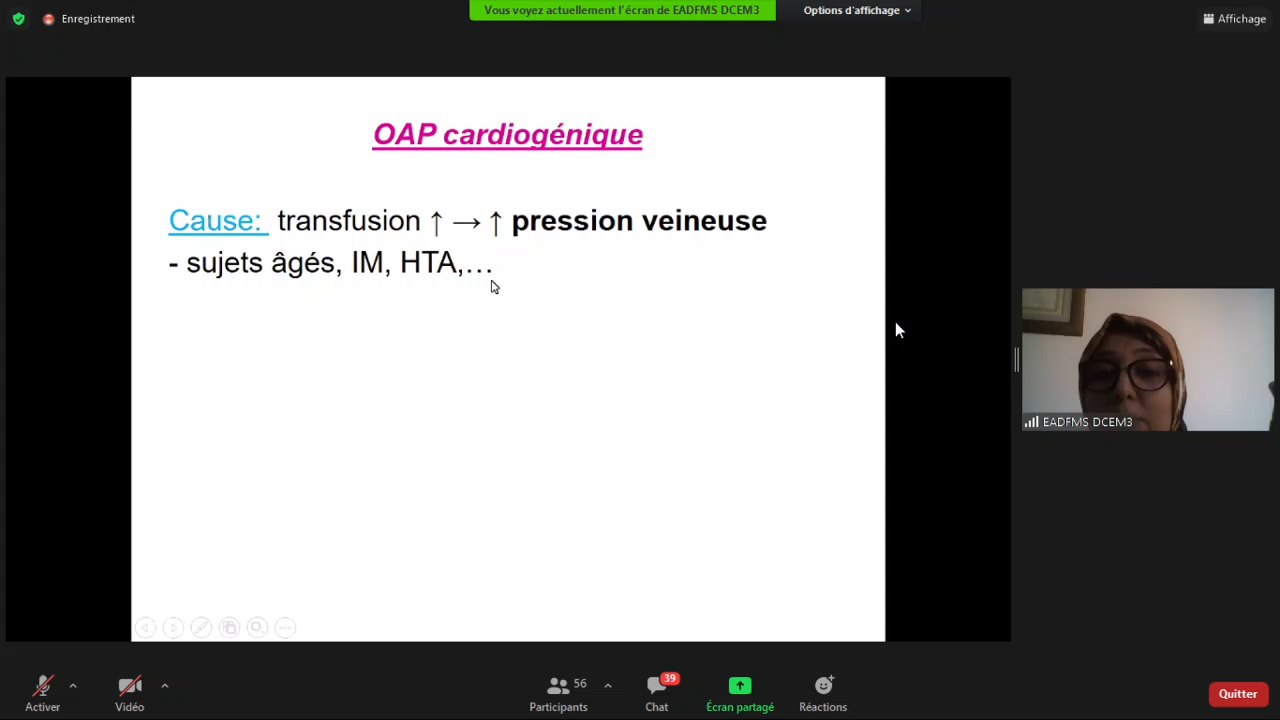 Vous voyez actuellement l'écran de EADFMS DCEM3
Options d'affichage
Enregistrement
Affichage
OAP cardiogénique
Cause: transfusion ↑ → ↑ pression veineuse
- sujets âgés, IM, HTA,…
EADFMS DCEM3
56
39
Activer
Vidéo
Participants
Chat
Écran partagé
Réactions
Quitter